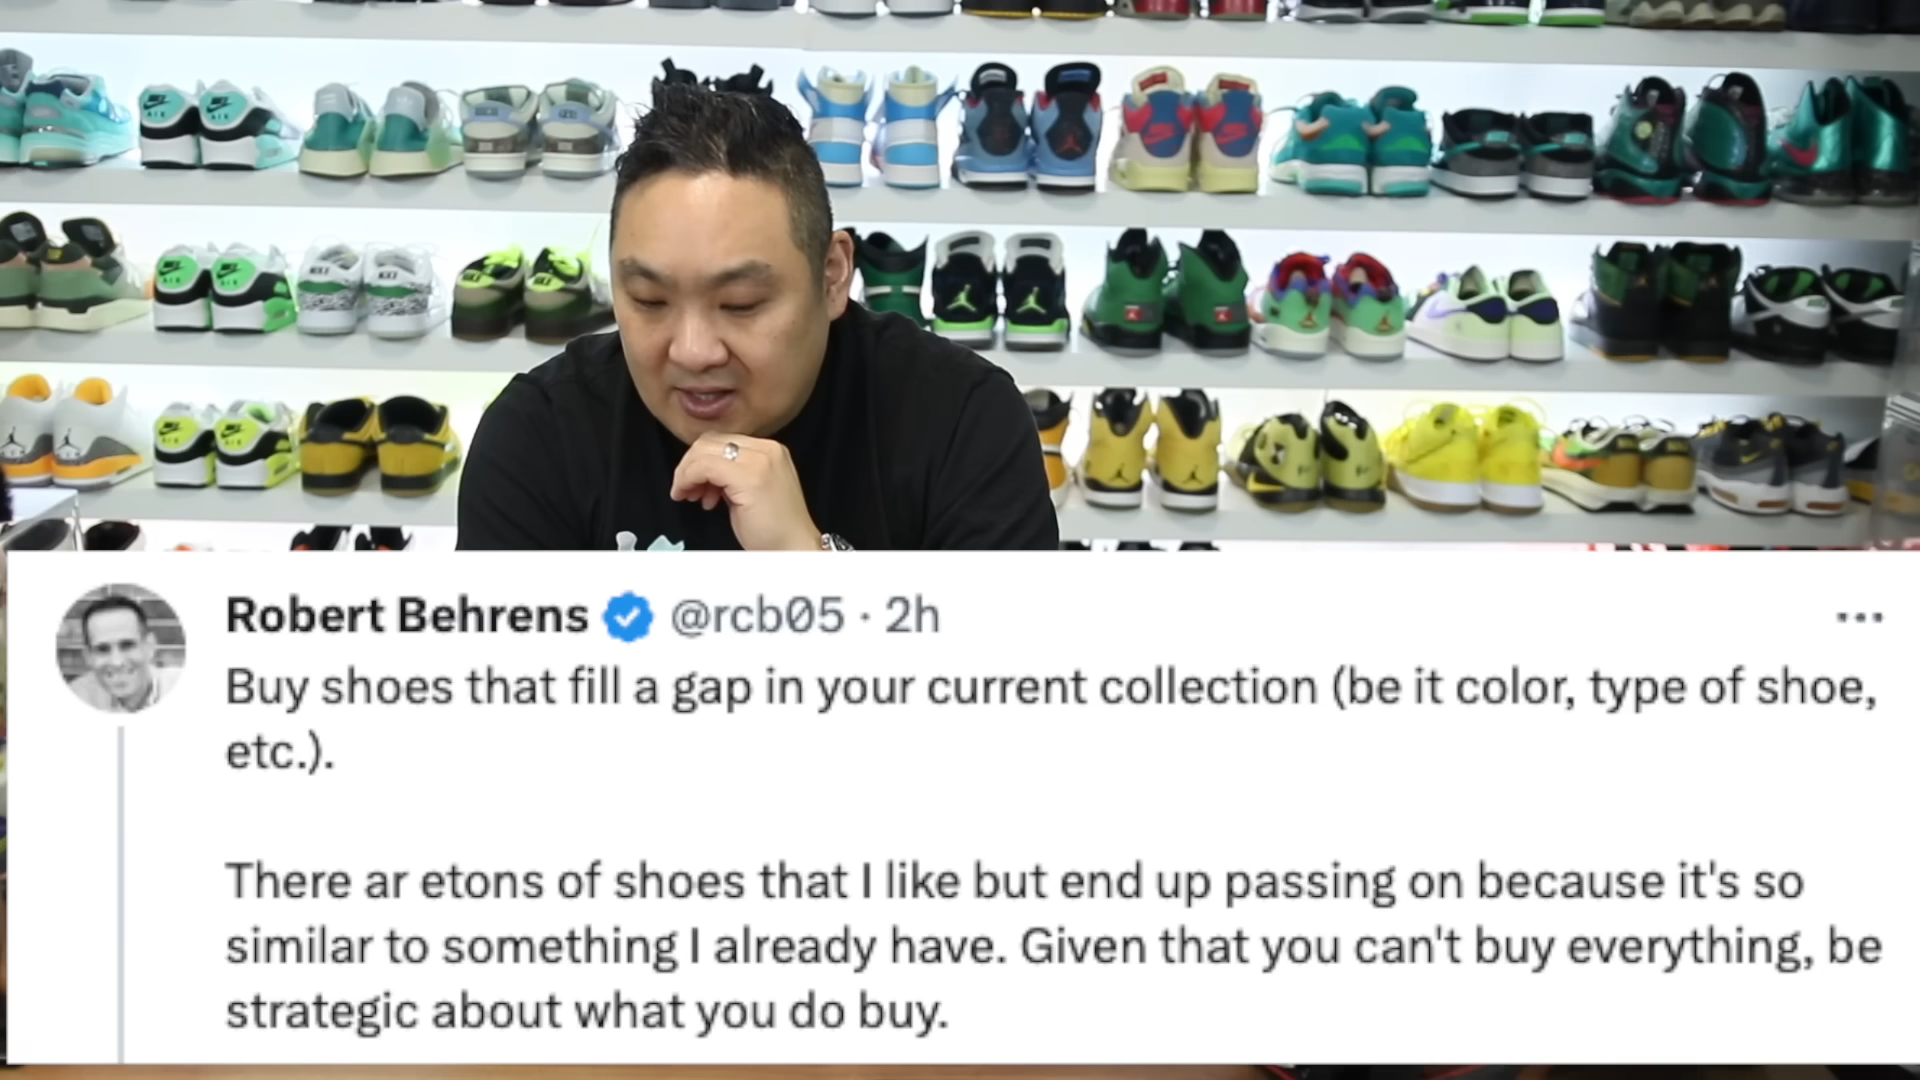 Robert Behrens @rcb05 · 2h
Buy shoes that fill a gap in your current collection (be it color, type of shoe,
etc.).
There ar etons of shoes that I like but end up passing on because it's so
similar to something I already have. Given that you can't buy everything, be
strategic about what you do buy.